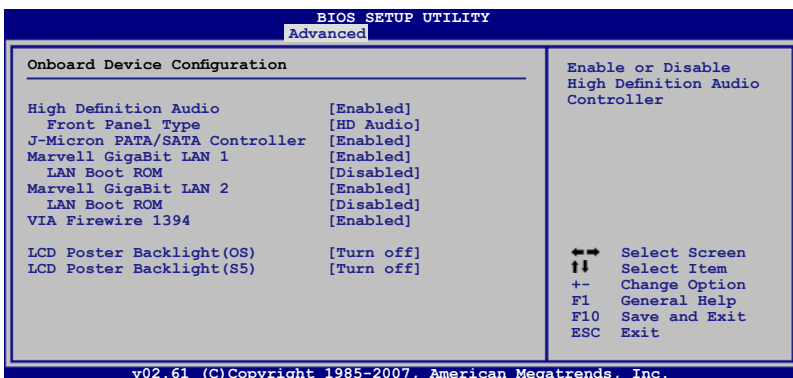 BIOS SETUP UTILITY
Advanced
Onboard Device Configuration
High Definition Audio [Enabled]
Front Panel Type [HD Audio]
J-Micron PATA/SATA Controller [Enabled]
Marvell GigaBit LAN 1 [Enabled]
LAN Boot ROM [Disabled]
Marvell GigaBit LAN 2 [Enabled]
LAN Boot ROM [Disabled]
VIA Firewire 1394 [Enabled]
LCD Poster Backlight(OS) [Turn off]
LCD Poster Backlight(S5) [Turn off]
Enable or Disable
High Definition Audio
Controller
←→ Select Screen
↑↓ Select Item
+- Change Option
F1 General Help
F10 Save and Exit
ESC Exit
v02.61 (C)Copyright 1985-2007, American Megatrends, Inc.